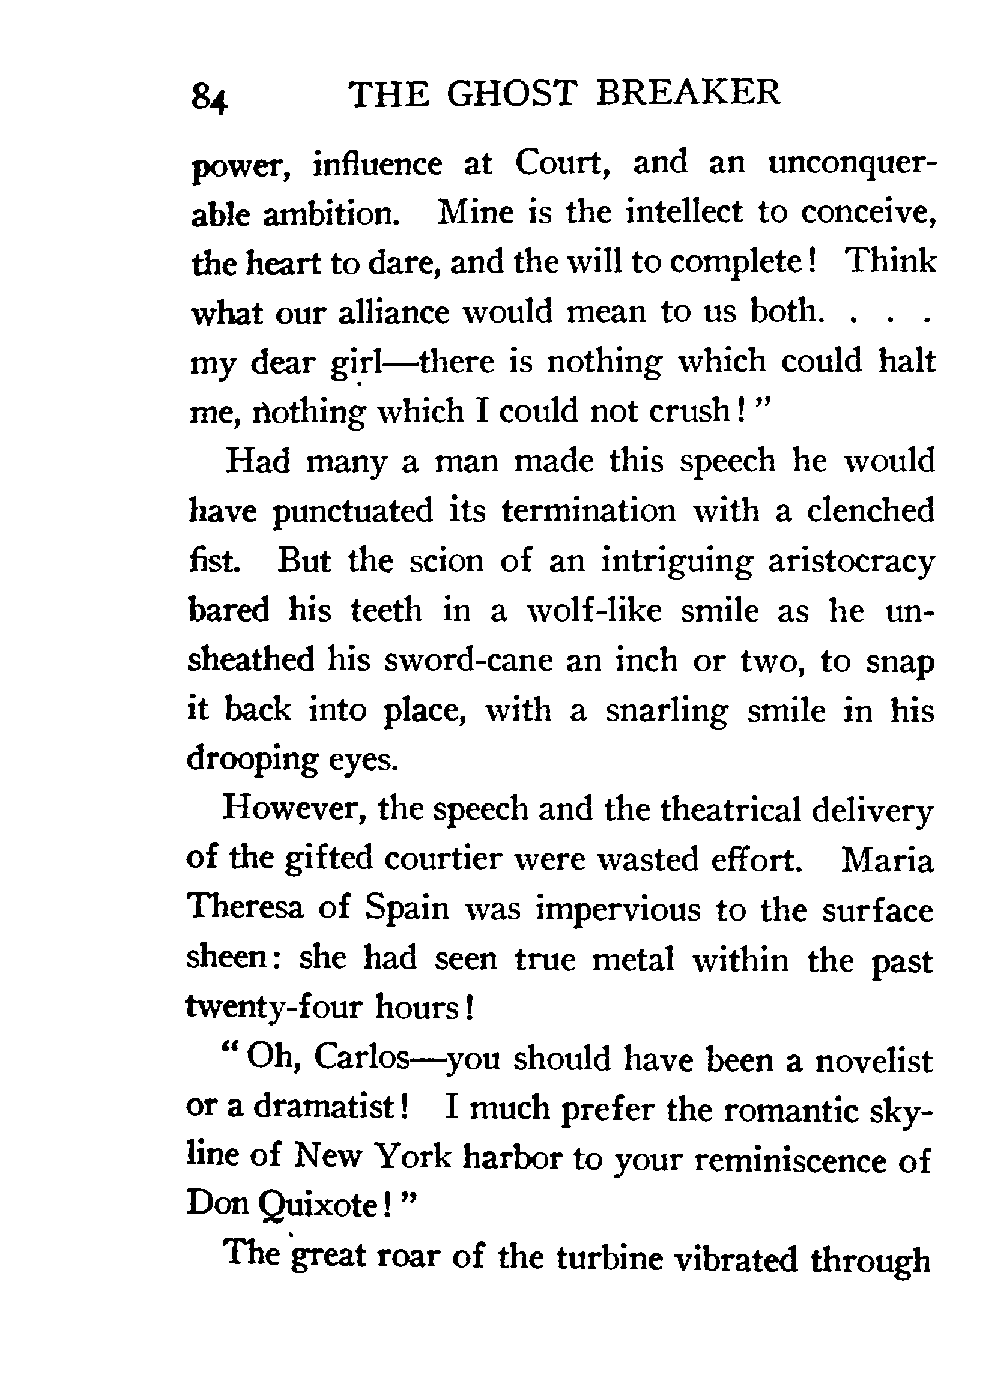 84 THE GHOST BREAKER
power, influence at Court, and an unconquer-
able ambition. Mine is the intellect to conceive,
the heart to dare, and the will to complete! Think
what our alliance would mean to us both. . . .
my dear girl—there is nothing which could halt
me, nothing which I could not crush!"
Had many a man made this speech he would
have punctuated its termination with a clenched
fist. But the scion of an intriguing aristocracy
bared his teeth in a wolf-like smile as he un-
sheathed his sword-cane an inch or two, to snap
it back into place, with a snarling smile in his
drooping eyes.
However, the speech and the theatrical delivery
of the gifted courtier were wasted effort. Maria
Theresa of Spain was impervious to the surface
sheen: she had seen true metal within the past
twenty-four hours!
"Oh, Carlos—you should have been a novelist
or a dramatist! I much prefer the romantic sky-
line of New York harbor to your reminiscence of
Don Quixote!"
The great roar of the turbine vibrated through